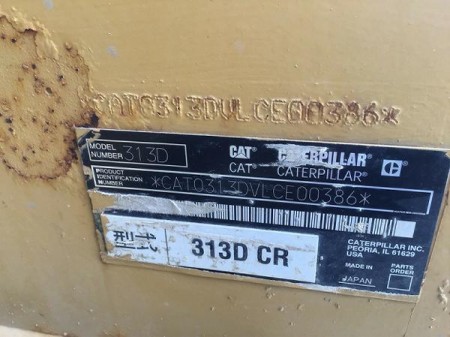 CAT0313DVLCE00386*
MODEL NUMBER 313D
CAT CATERPILLAR
CAT® CATERPILLAR®
PRODUCT IDENTIFICATION NUMBER *CAT0313DVLCE00386*
型式 313D CR
CATERPILLAR INC.
PEORIA, IL 61629
USA
MADE IN JAPAN
PARTS ORDER